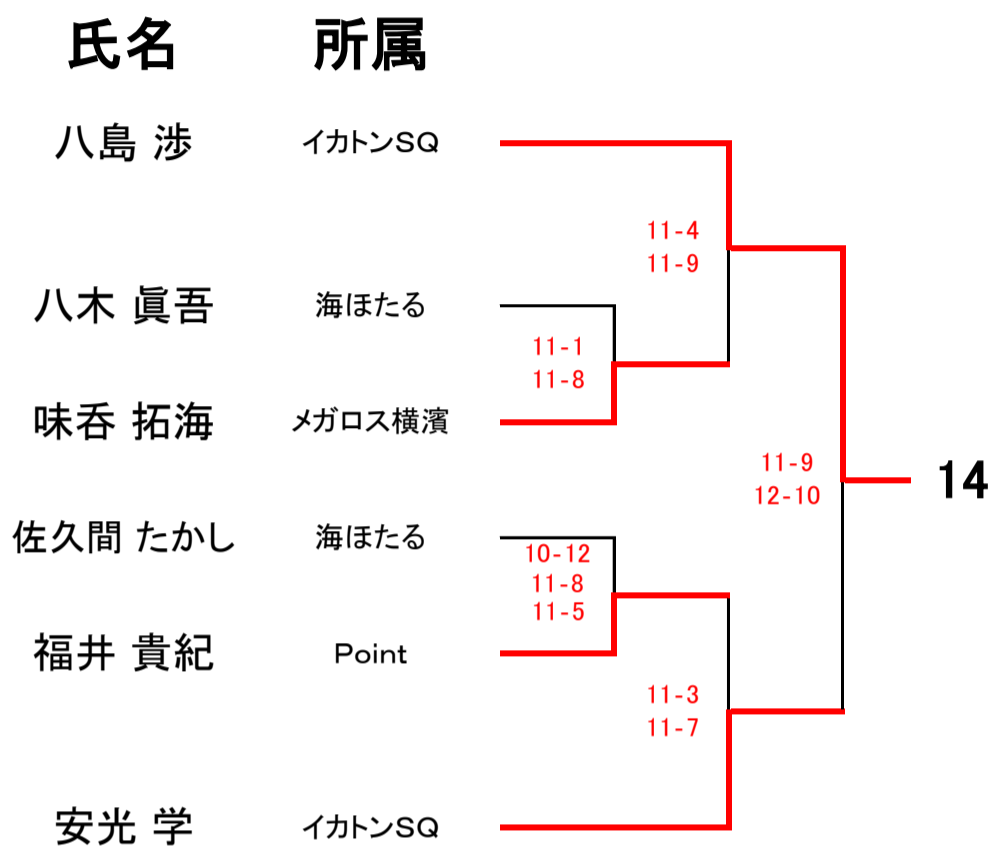 氏名 所属
八島 渉 イカトンSQ
11-4
11-9
八木 眞吾 海ほたる
11-1
11-8
味呑 拓海 メガロス横濱
11-9
12-10
14
佐久間 たかし 海ほたる
10-12
11-8
11-5
福井 貴紀 Point
11-3
11-7
安光 学 イカトンSQ